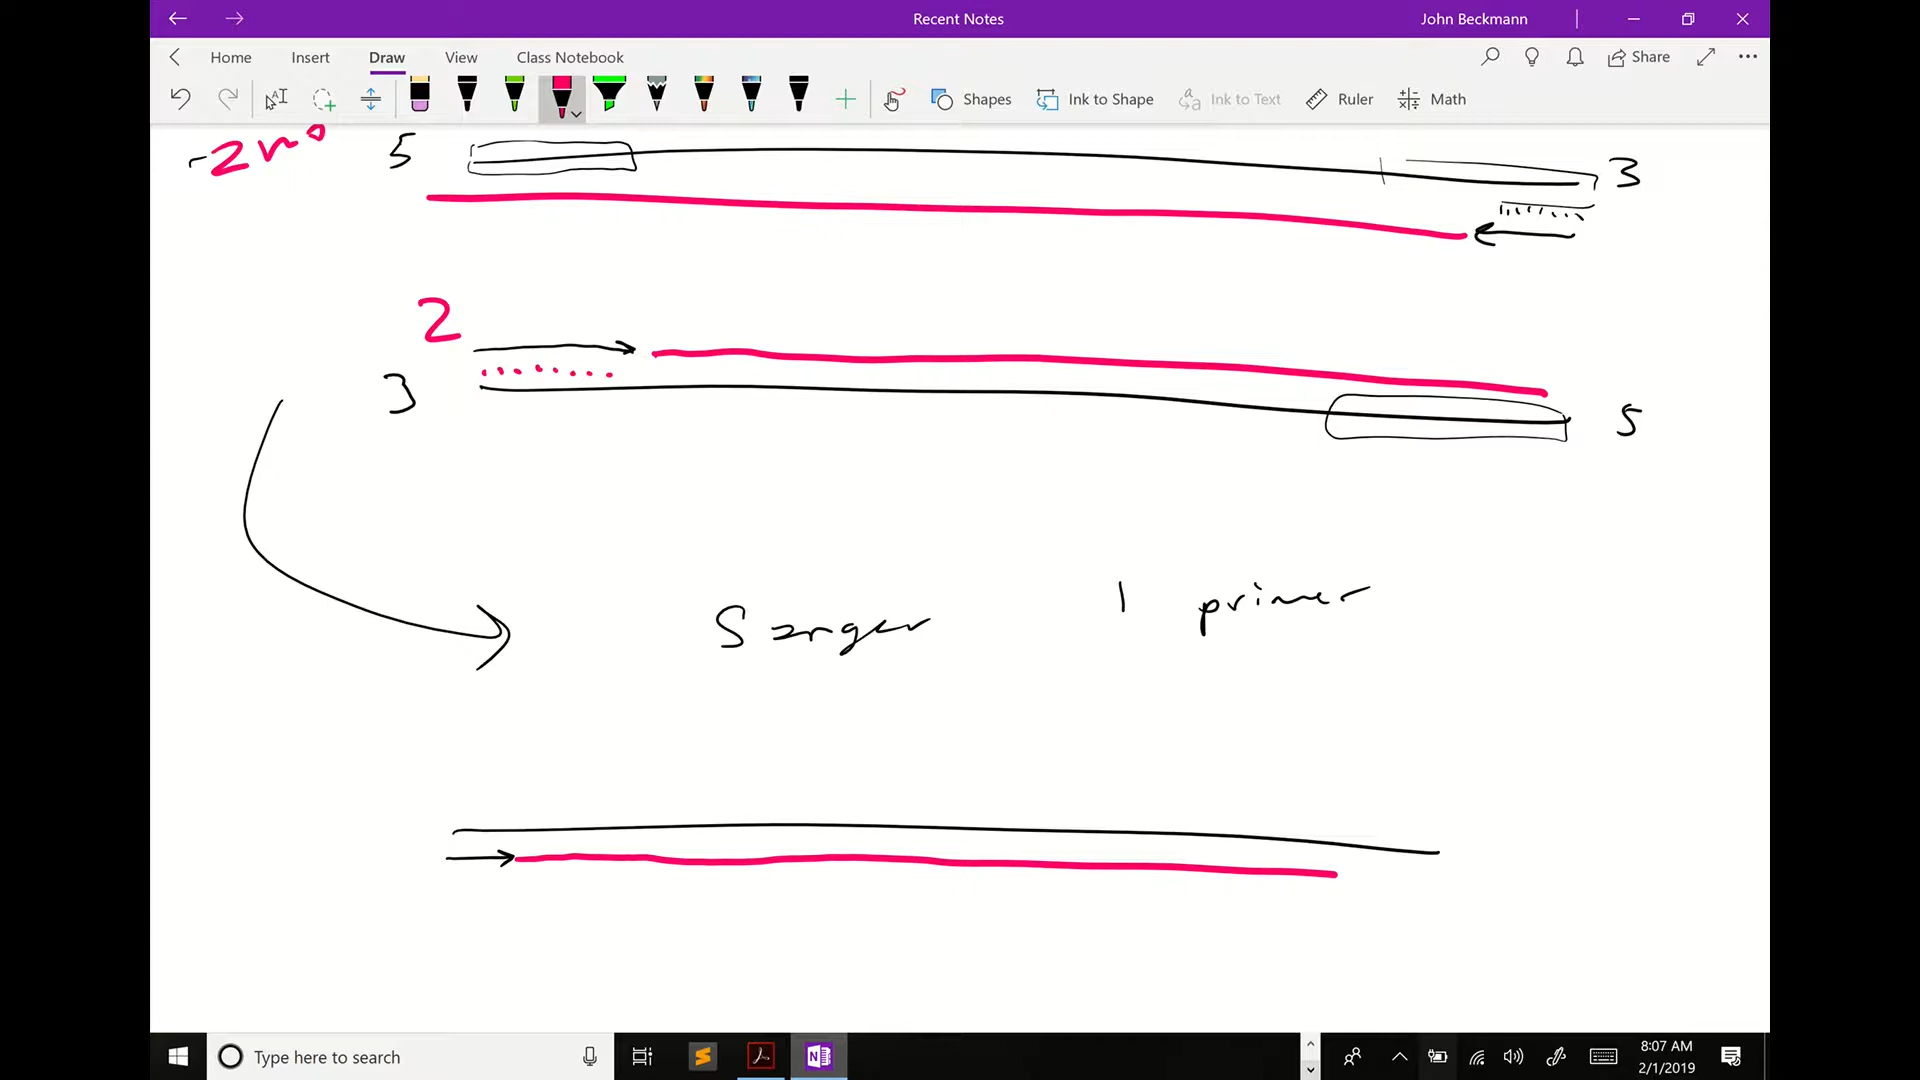 Recent Notes
John Beckmann
Home Insert Draw View Class Notebook
Share
Shapes Ink to Shape Ink to Text Ruler Math
5 3
2
3 5
Sanger 1 primer
Type here to search
8:07 AM
2/1/2019